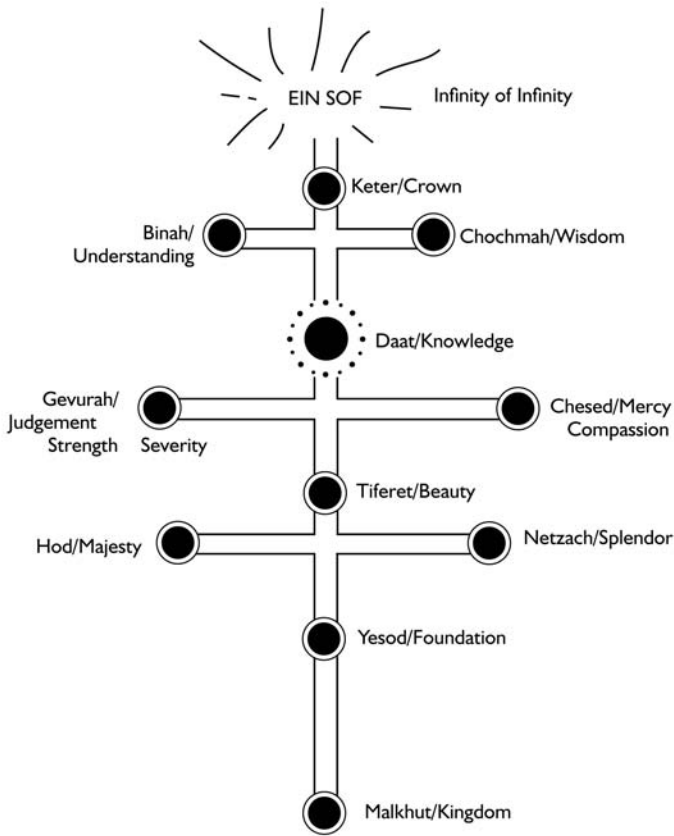 EIN SOF
Infinity of Infinity
Keter/Crown
Binah/
Understanding
Chochmah/Wisdom
Daat/Knowledge
Gevurah/
Judgement
Strength Severity
Chesed/Mercy
Compassion
Tiferet/Beauty
Hod/Majesty
Netzach/Splendor
Yesod/Foundation
Malkhut/Kingdom